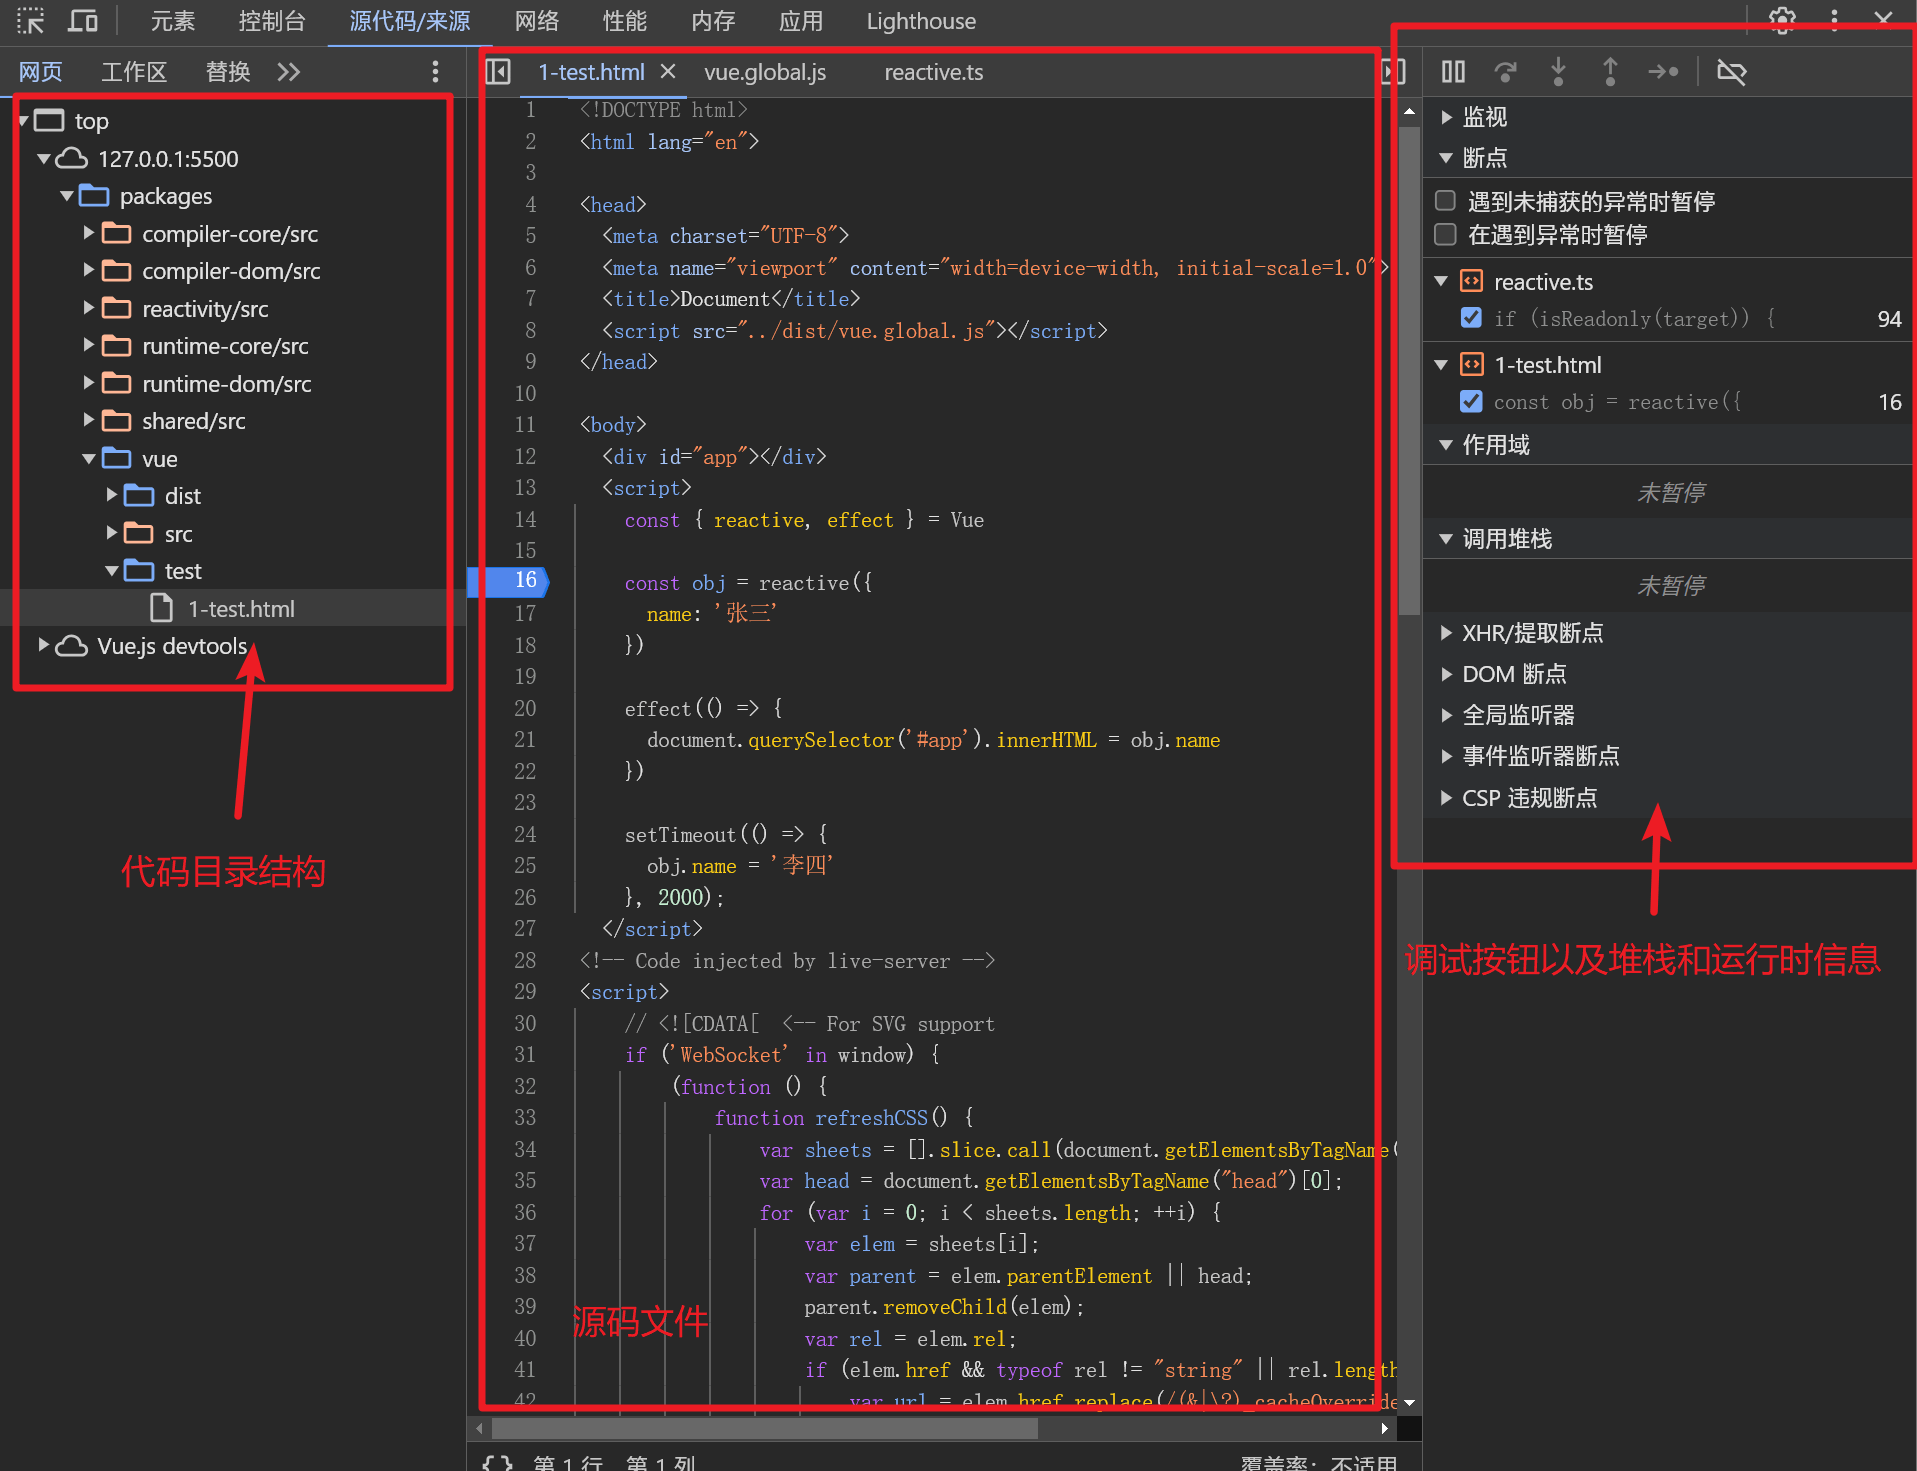 元素 控制台 源代码/来源 网络 性能 内存 应用 Lighthouse
网页 工作区 替换
top
127.0.0.1:5500
packages
compiler-core/src
compiler-dom/src
reactivity/src
runtime-core/src
runtime-dom/src
shared/src
vue
dist
src
test
1-test.html
Vue.js devtools
代码目录结构
1-test.html vue.global.js reactive.ts
1 <!DOCTYPE html>
2 <html lang="en">
3
4 <head>
5 <meta charset="UTF-8">
6 <meta name="viewport" content="width=device-width, initial-scale=1.0">
7 <title>Document</title>
8 <script src="../dist/vue.global.js"></script>
9 </head>
10
11 <body>
12 <div id="app"></div>
13 <script>
14 const { reactive, effect } = Vue
15
16 const obj = reactive({
17 name: '张三'
18 })
19
20 effect(() => {
21 document.querySelector('#app').innerHTML = obj.name
22 })
23
24 setTimeout(() => {
25 obj.name = '李四'
26 }, 2000);
27 </script>
28 <!-- Code injected by live-server -->
29 <script>
30 // <![CDATA[ <-- For SVG support
31 if ('WebSocket' in window) {
32 (function () {
33 function refreshCSS() {
34 var sheets = [].slice.call(document.getElementsByTagName(
35 var head = document.getElementsByTagName("head")[0];
36 for (var i = 0; i < sheets.length; ++i) {
37 var elem = sheets[i];
38 var parent = elem.parentElement || head;
39 parent.removeChild(elem);
40 var rel = elem.rel;
41 if (elem.href && typeof rel != "string" || rel.length
42 var url = elem.href.replace(/(&|\?)_cacheOverride
源码文件
{} 第 1 行, 第 1 列 覆盖率: 不适用
监视
断点
遇到未捕获的异常时暂停
在遇到异常时暂停
reactive.ts
if (isReadonly(target)) { 94
1-test.html
const obj = reactive({ 16
作用域
未暂停
调用堆栈
未暂停
XHR/提取断点
DOM 断点
全局监听器
事件监听器断点
CSP 违规断点
调试按钮以及堆栈和运行时信息